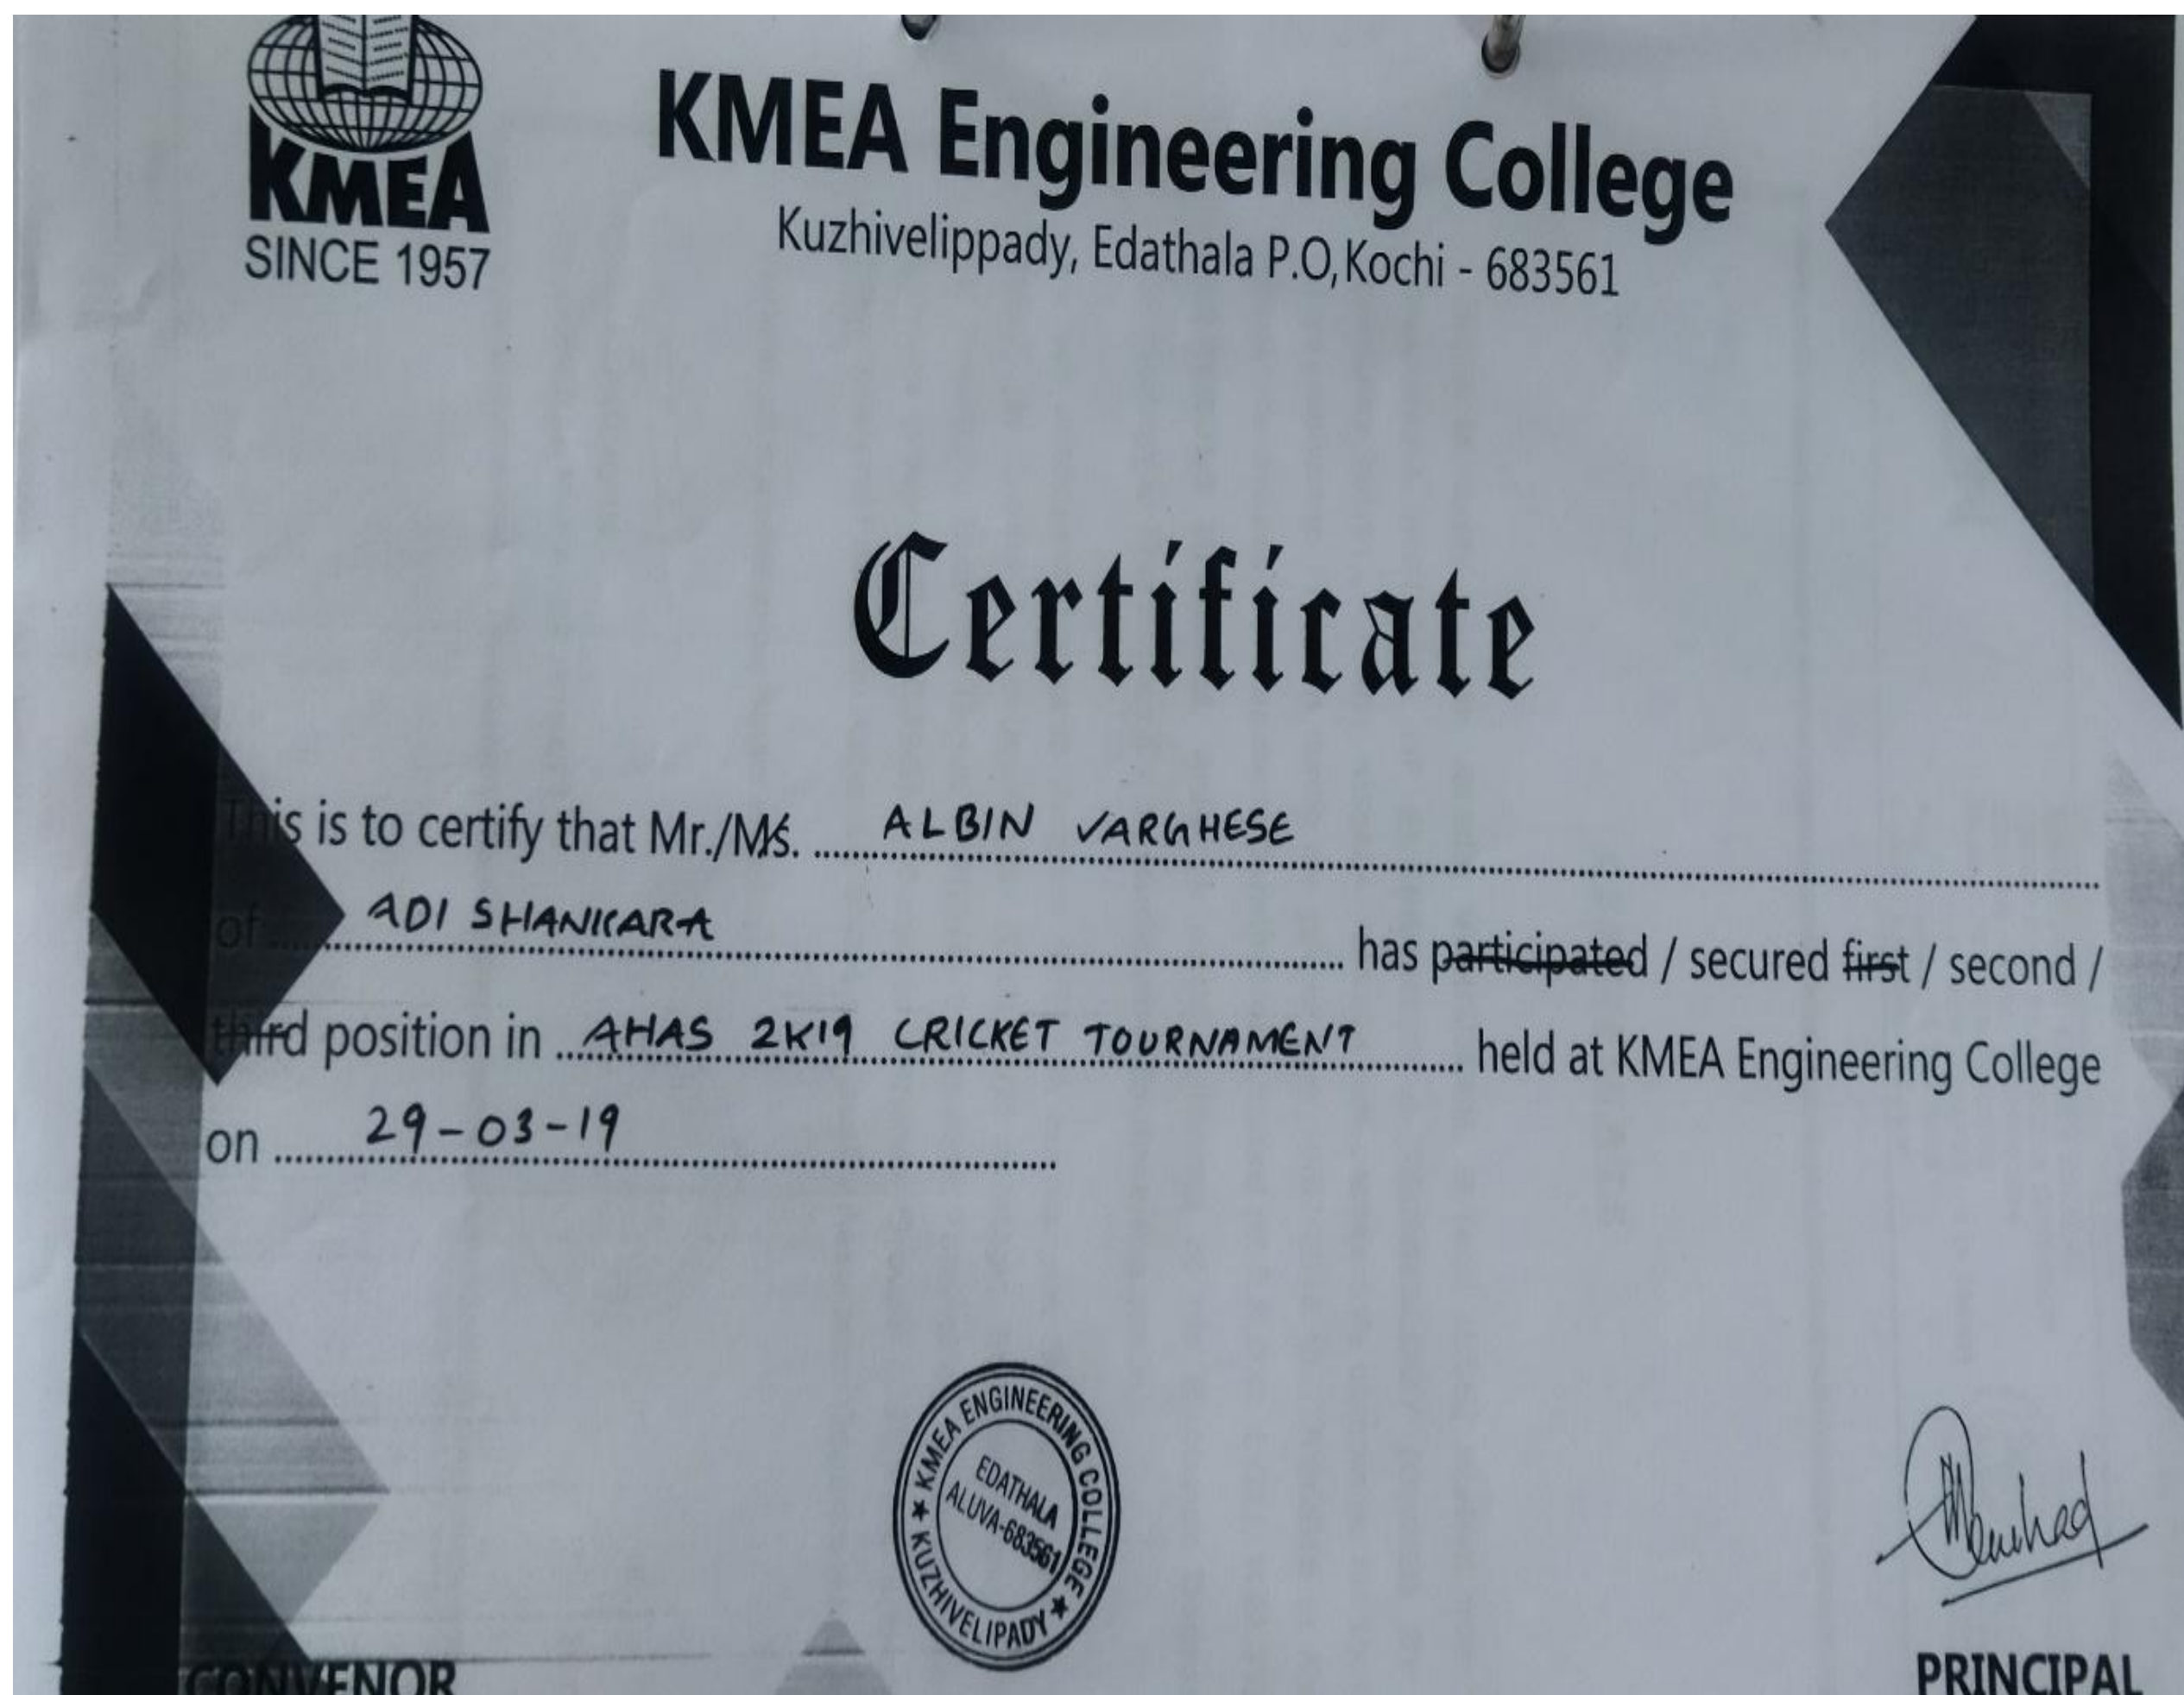 KMEA
SINCE 1957
KMEA Engineering College
Kuzhivelippady, Edathala P.O, Kochi - 683561
Certificate
This is to certify that Mr./Ms. ALBIN VARGHESE
of ADI SHANKARA has participated / secured first / second /
third position in AHAS 2K19 CRICKET TOURNAMENT held at KMEA Engineering College
on 29-03-19
KMEA ENGINEERING COLLEGE
EDATHALA
ALUVA-683561
KUZHIVELIPADY
CONVENOR
PRINCIPAL